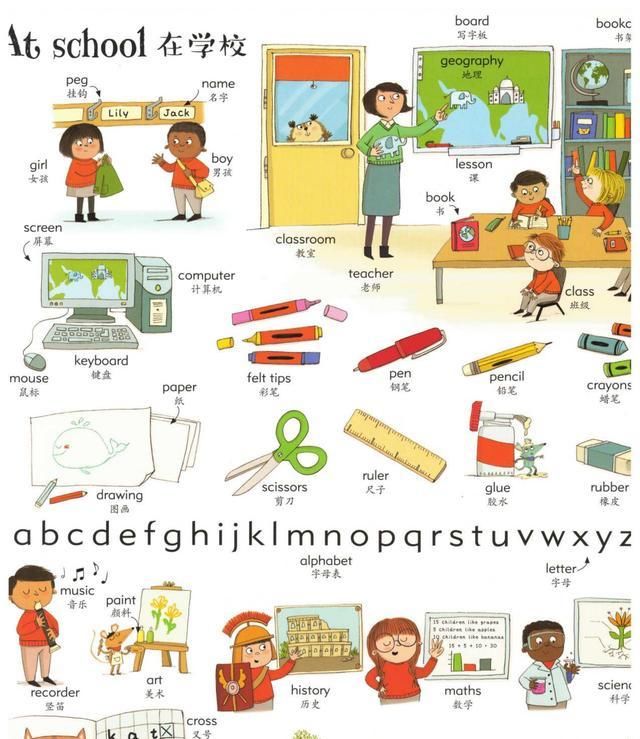 At school 在学校
peg
挂钩
name
名字
Lily
Jack
girl
女孩
boy
男孩
classroom
教室
teacher
老师
board
写字板
geography
地理
lesson
课
book
书
class
班级
screen
屏幕
computer
计算机
keyboard
键盘
mouse
鼠标
felt tips
彩笔
pen
钢笔
pencil
铅笔
crayons
蜡笔
paper
纸
drawing
图画
scissors
剪刀
ruler
尺子
glue
胶水
rubber
橡皮
abcdefghijklmnopqrstuvwxyz
alphabet
字母表
letter
字母
music
音乐
recorder
竖笛
paint
颜料
art
美术
history
历史
15 children like grapes
5 children like apples
10 children like bananas
15 + 5 + 10 = 30
maths
数学
科学
cross
叉号
k a t